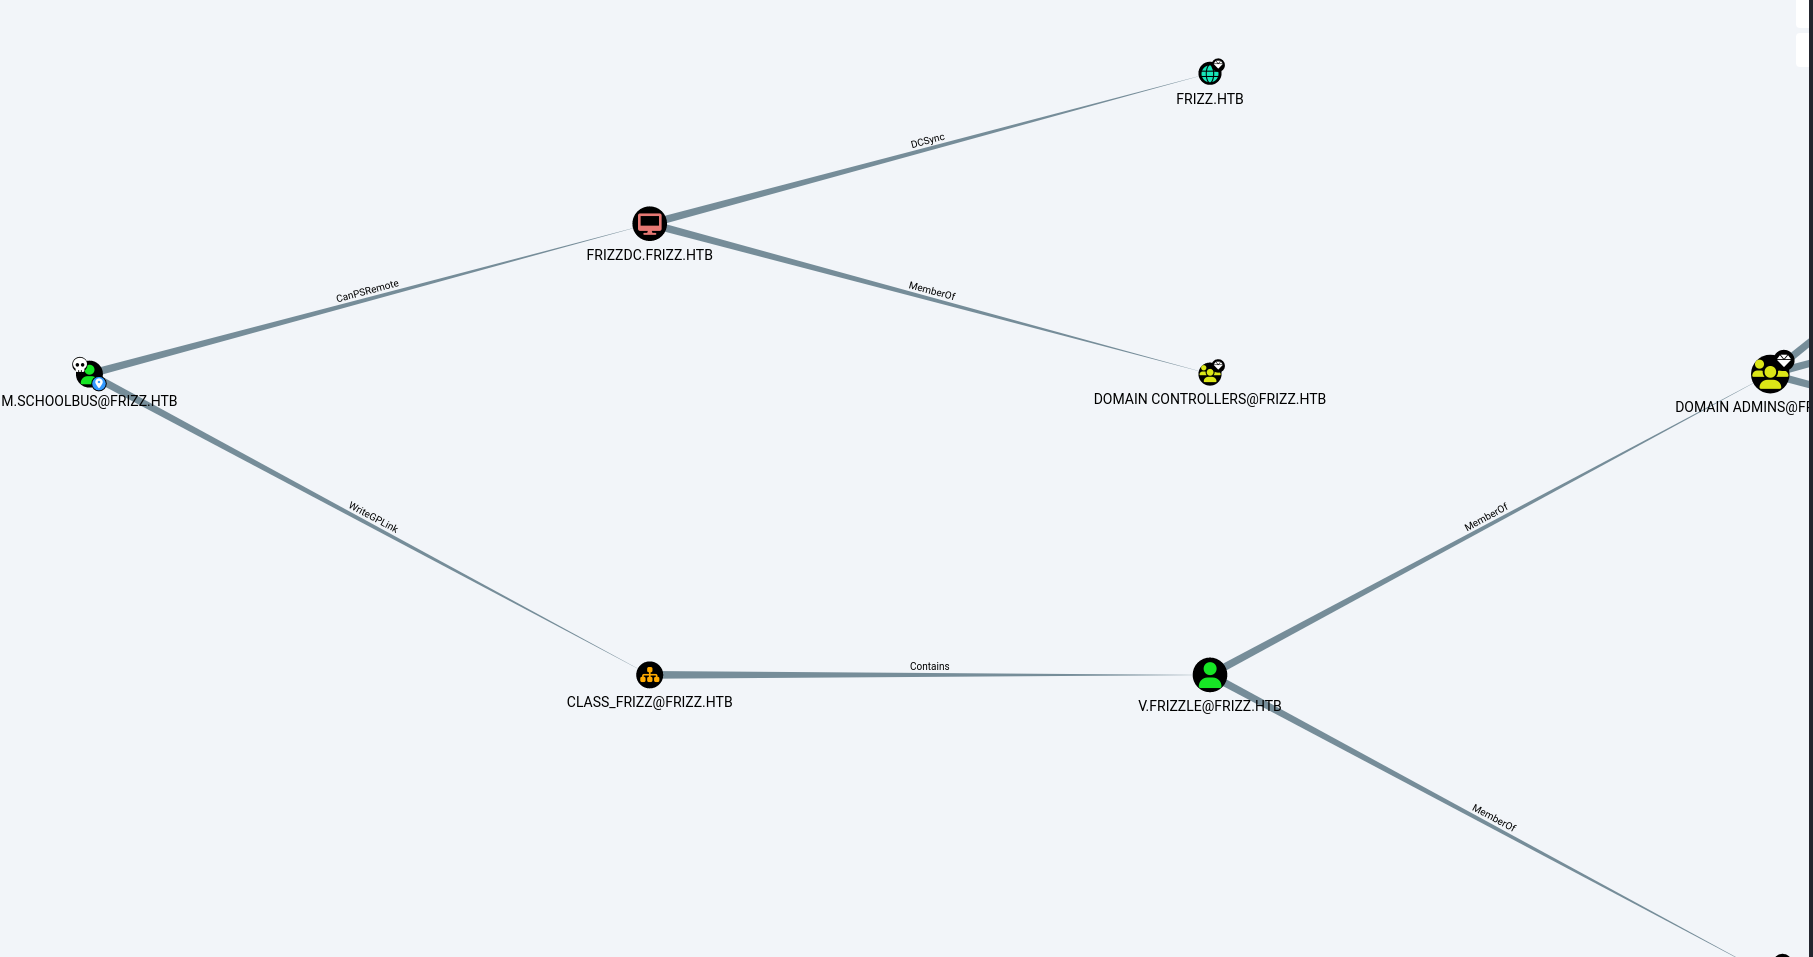 FRIZZ.HTB
DCSync
FRIZZDC.FRIZZ.HTB
CanPSRemote
MemberOf
M.SCHOOLBUS@FRIZZ.HTB
DOMAIN CONTROLLERS@FRIZZ.HTB
DOMAIN ADMINS@FR
WriteGPLink
MemberOf
Contains
CLASS_FRIZZ@FRIZZ.HTB
V.FRIZZLE@FRIZZ.HTB
MemberOf